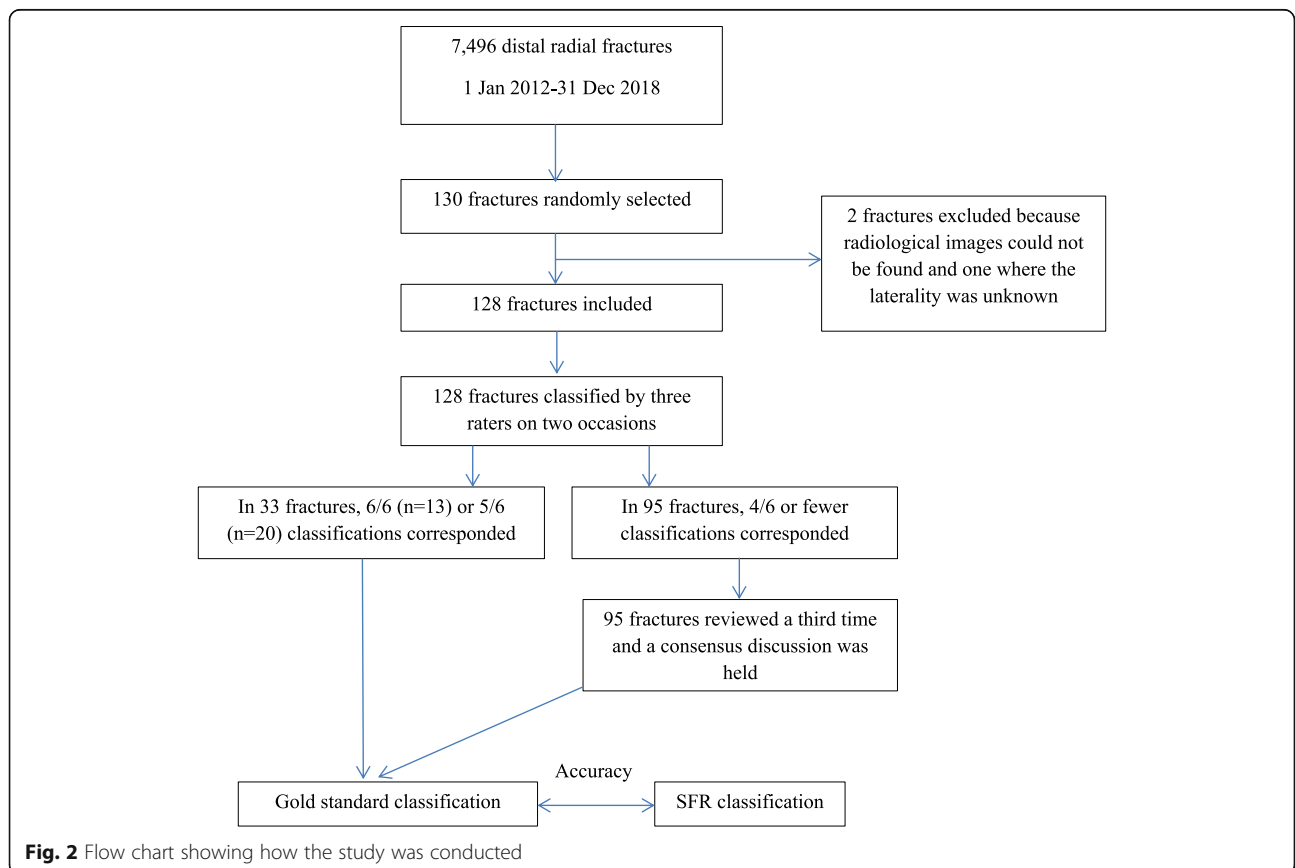 7,496 distal radial fractures
1 Jan 2012-31 Dec 2018
130 fractures randomly selected
2 fractures excluded because
radiological images could not
be found and one where the
laterality was unknown
128 fractures included
128 fractures classified by three
raters on two occasions
In 33 fractures, 6/6 (n=13) or 5/6
(n=20) classifications corresponded
In 95 fractures, 4/6 or fewer
classifications corresponded
95 fractures reviewed a third time
and a consensus discussion was
held
Accuracy
Gold standard classification
SFR classification
Fig. 2 Flow chart showing how the study was conducted